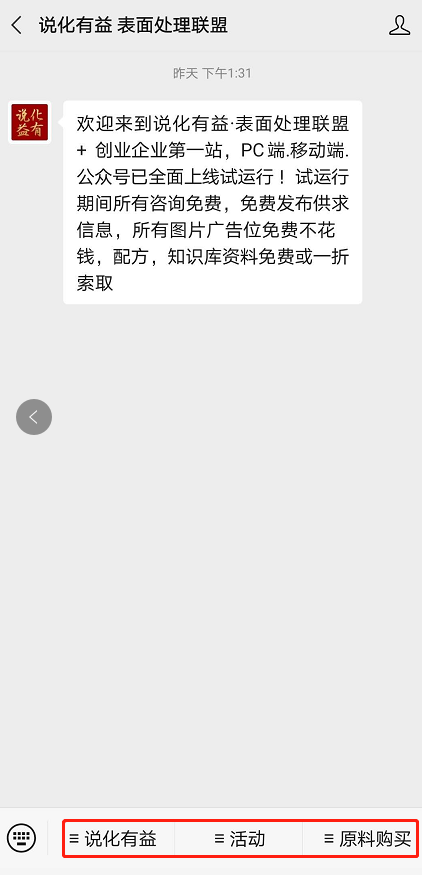 说化有益 表面处理联盟
昨天 下午1:31
说化
益有
欢迎来到说化有益·表面处理联盟
+ 创业企业第一站，PC端.移动端.
公众号已全面上线试运行！试运行
期间所有咨询免费，免费发布供求
信息，所有图片广告位免费不花
钱，配方，知识库资料免费或一折
索取
说化有益
活动
原料购买